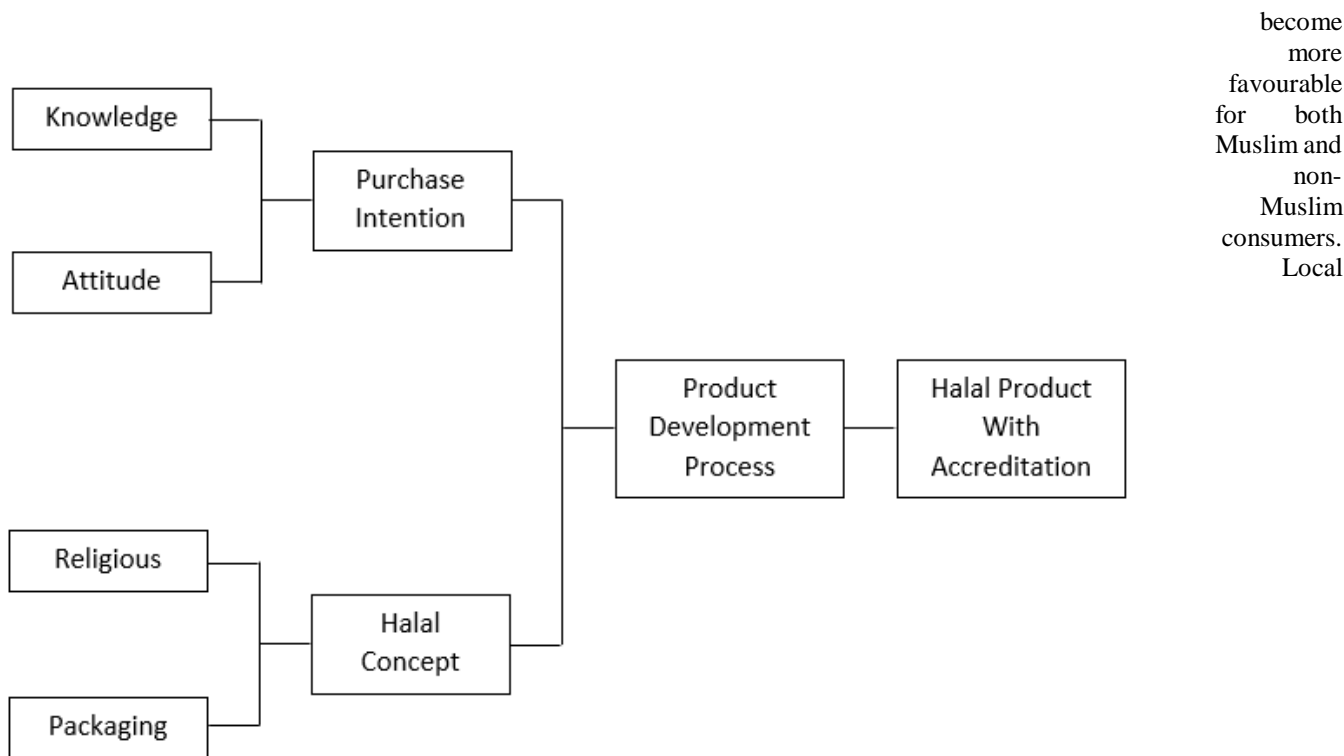 Knowledge
Attitude
Purchase
Intention
Religious
Packaging
Halal
Concept
Product
Development
Process
Halal Product
With
Accreditation
become
more
favourable
for both
Muslim and
non-
Muslim
consumers.
Local